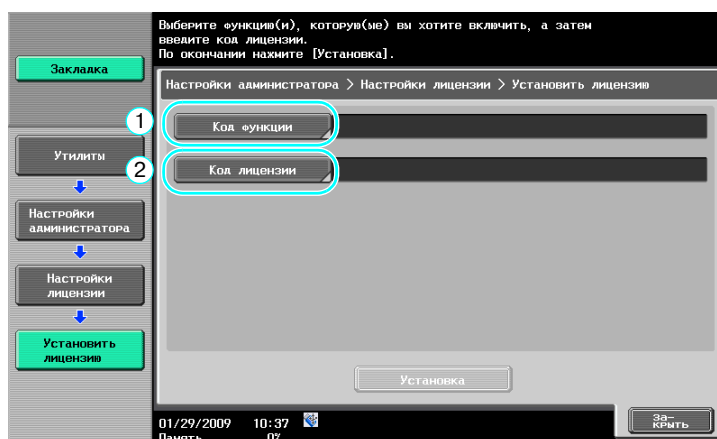 Выберите функцию(и), которую(ые) вы хотите включить, а затем
введите код лицензии.
По окончании нажмите [Установка].
Закладка
Настройки администратора > Настройки лицензии > Установить лицензию
1
Код функции
2
Код лицензии
Утилиты
Настройки
администратора
Настройки
лицензии
Установить
лицензию
Установка
01/29/2009 10:37
Память 0%
За-
крыть